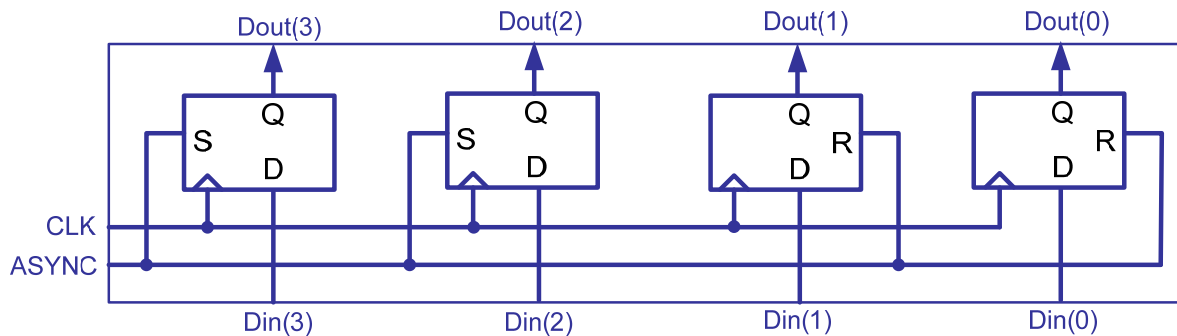 Dout(3) Dout(2) Dout(1) Dout(0)
Q Q Q Q
S S R R
D D D D
CLK
ASYNC
Din(3) Din(2) Din(1) Din(0)